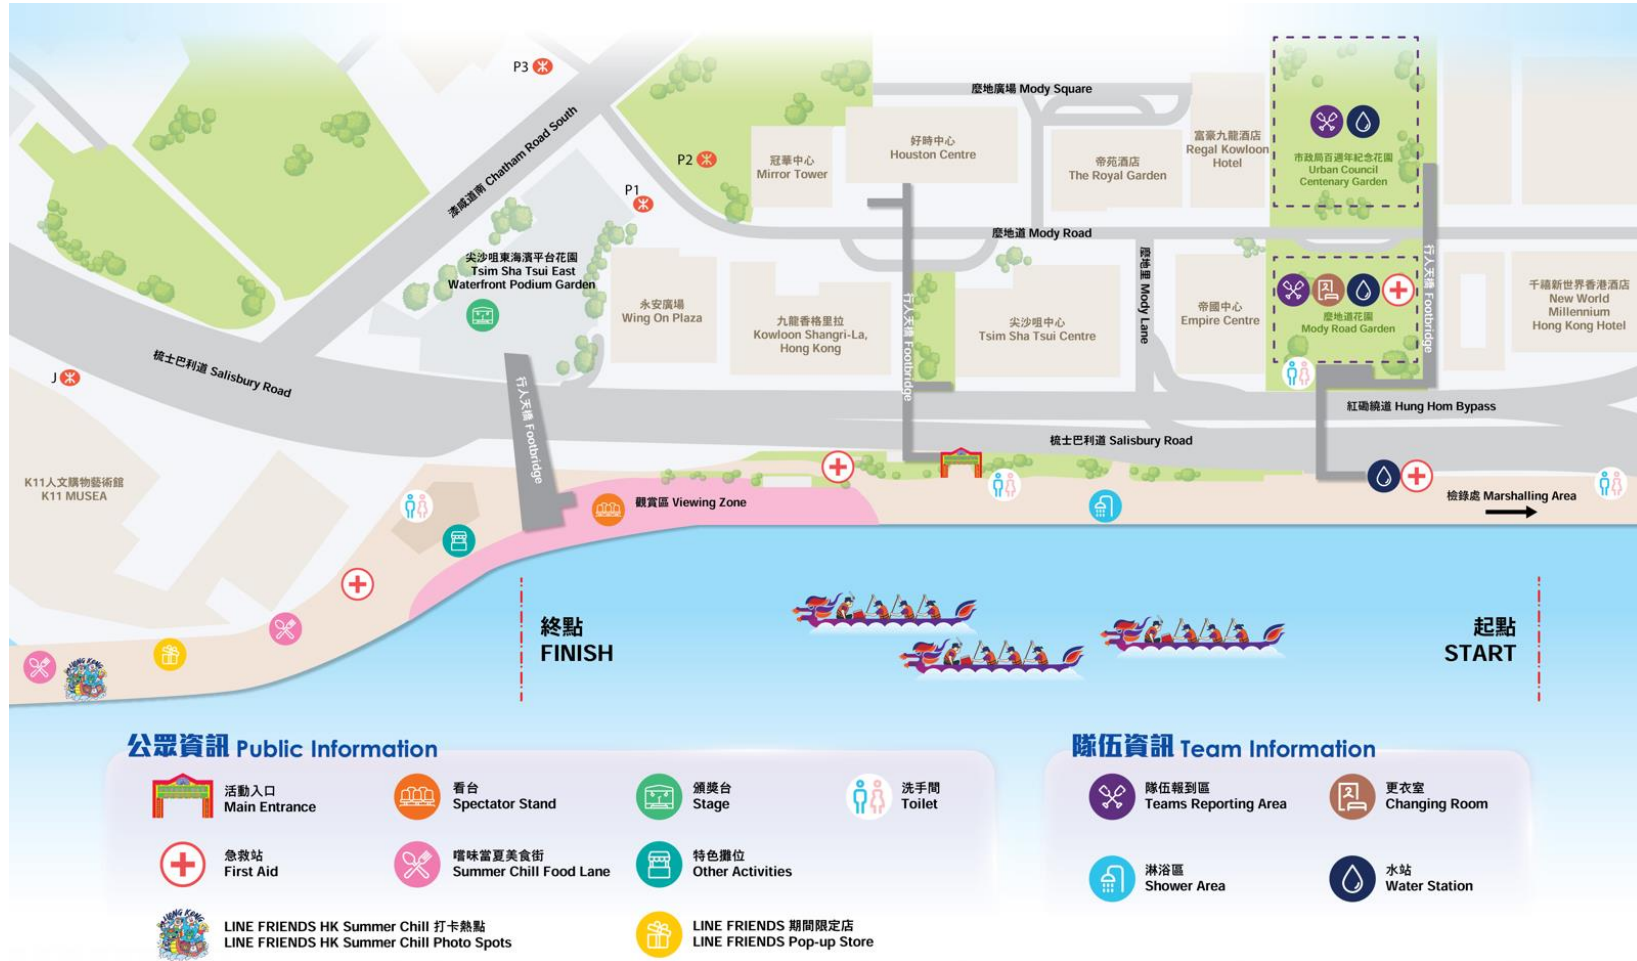 P3
漆咸道南 Chatham Road South
P2
P1
麼地廣場 Mody Square
冠華中心
Mirror Tower
好時中心
Houston Centre
帝苑酒店
The Royal Garden
富豪九龍酒店
Regal Kowloon
Hotel
市政局百週年紀念花園
Urban Council
Centenary Garden
麼地道 Mody Road
尖沙咀東海濱平台花園
Tsim Sha Tsui East
Waterfront Podium Garden
永安廣場
Wing On Plaza
九龍香格里拉
Kowloon Shangri-La,
Hong Kong
行人天橋 Footbridge
尖沙咀中心
Tsim Sha Tsui Centre
麼地里 Mody Lane
帝國中心
Empire Centre
麼地道花園
Mody Road Garden
行人天橋 Footbridge
千禧新世界香港酒店
New World
Millennium
Hong Kong Hotel
J
梳士巴利道 Salisbury Road
行人天橋 Footbridge
紅磡繞道 Hung Hom Bypass
梳士巴利道 Salisbury Road
K11人文購物藝術館
K11 MUSEA
觀賞區 Viewing Zone
檢錄處 Marshalling Area
終點
FINISH
起點
START
HONG KONG
公眾資訊 Public Information
活動入口
Main Entrance
看台
Spectator Stand
頒獎台
Stage
洗手間
Toilet
急救站
First Aid
嚐味當夏美食街
Summer Chill Food Lane
特色攤位
Other Activities
HONG KONG
LINE FRIENDS HK Summer Chill 打卡熱點
LINE FRIENDS HK Summer Chill Photo Spots
LINE FRIENDS 期間限定店
LINE FRIENDS Pop-up Store
隊伍資訊 Team Information
隊伍報到區
Teams Reporting Area
更衣室
Changing Room
淋浴區
Shower Area
水站
Water Station